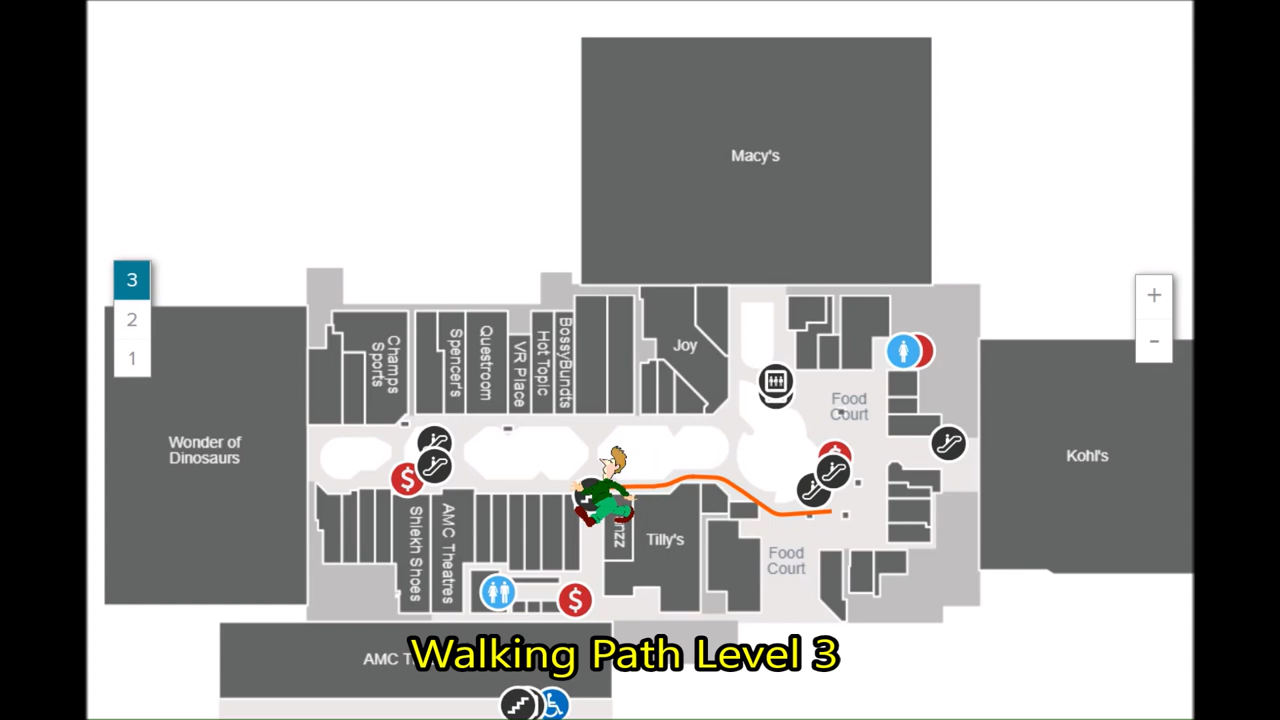 Macy's
3
2
1
+
-
Champs
Sports
Spencer's
Questroom
VR Place
Hot Topic
BossyBundts
Joy
Food
Court
Wonder of
Dinosaurs
$
$
Kohl's
Shiekh Shoes
AMC Theatres
Tilly's
Food
Court
$
AMC T
Walking Path Level 3